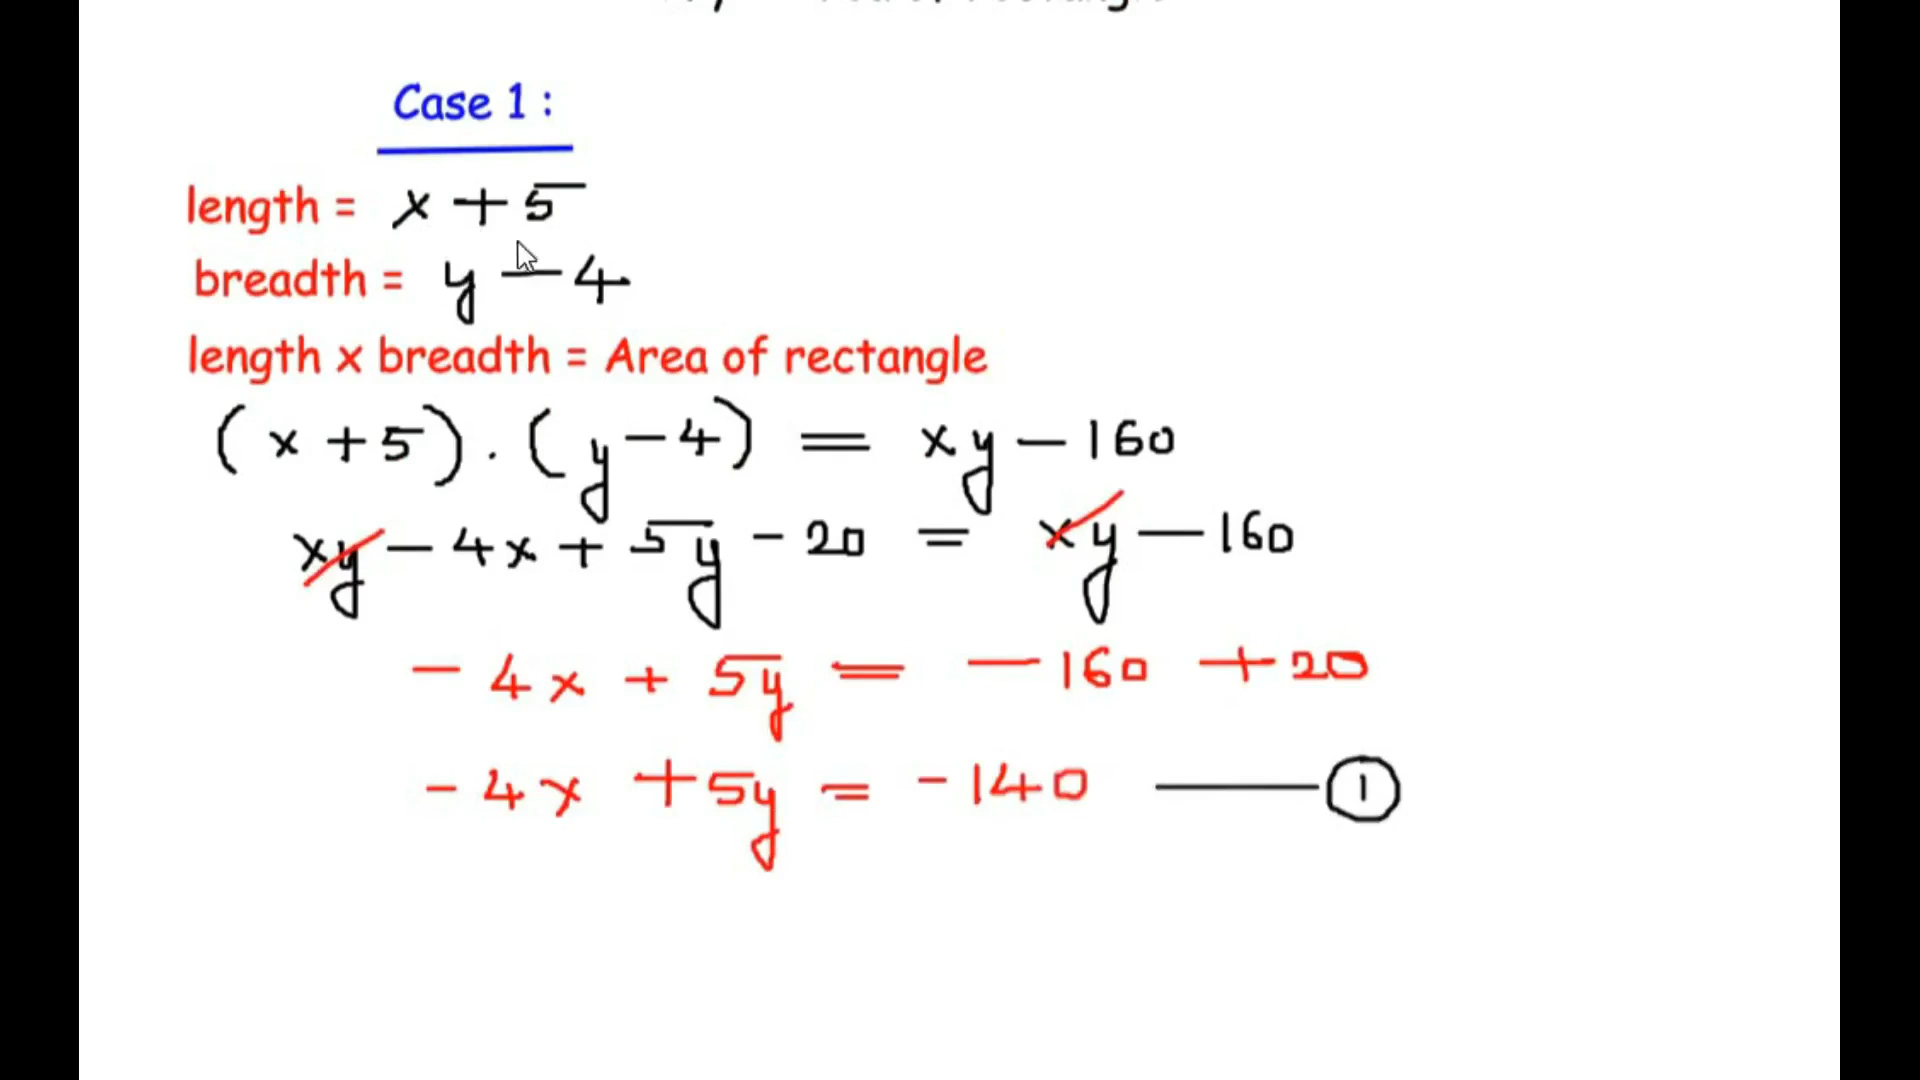 Case 1 :
length = x + 5
breadth = y - 4
length x breadth = Area of rectangle
(x + 5) . (y - 4) = xy - 160
xy - 4x + 5y - 20 = xy - 160
- 4x + 5y = - 160 + 20
- 4x + 5y = - 140 —— 1